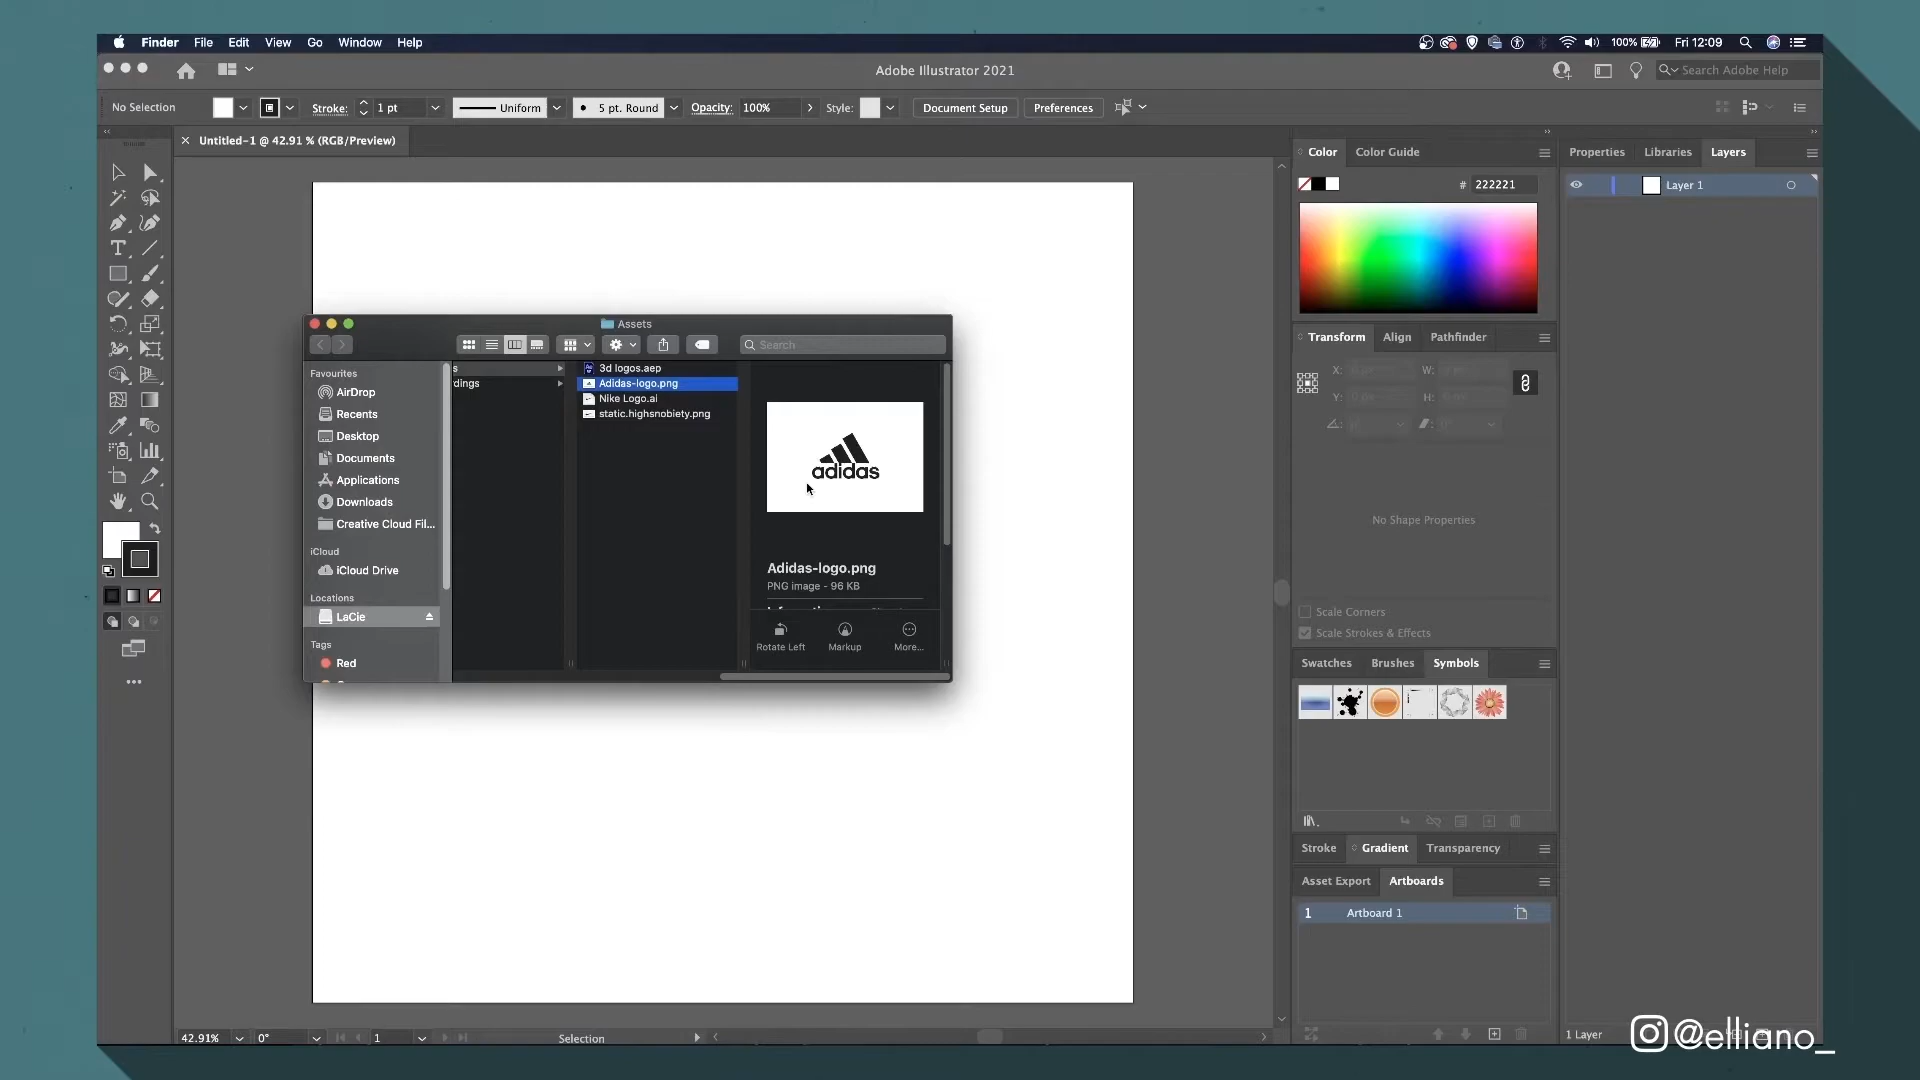 Finder File Edit View Go Window Help
100% Fri 12:09
Adobe Illustrator 2021
Search Adobe Help
No Selection Stroke: 1 pt Uniform 5 pt. Round Opacity: 100% Style: Document Setup Preferences
Untitled-1 @ 42.91 % (RGB/Preview)
Color Color Guide
Properties Libraries Layers
# 222221
Layer 1
Assets
Search
Favourites
AirDrop
Recents
Desktop
Documents
Applications
Downloads
Creative Cloud Fil...
iCloud
iCloud Drive
Locations
LaCie
Tags
Red
s
rdings
3d logos.aep
Adidas-logo.png
Nike Logo.ai
static.highsnobiety.png
adidas
Adidas-logo.png
PNG image - 96 KB
Rotate Left Markup More...
Transform Align Pathfinder
X: W:
Y: H:
No Shape Properties
Scale Corners
Scale Strokes & Effects
Swatches Brushes Symbols
Stroke Gradient Transparency
Asset Export Artboards
1 Artboard 1
42.91% 0° 1 Selection
1 Layer
@elliano_